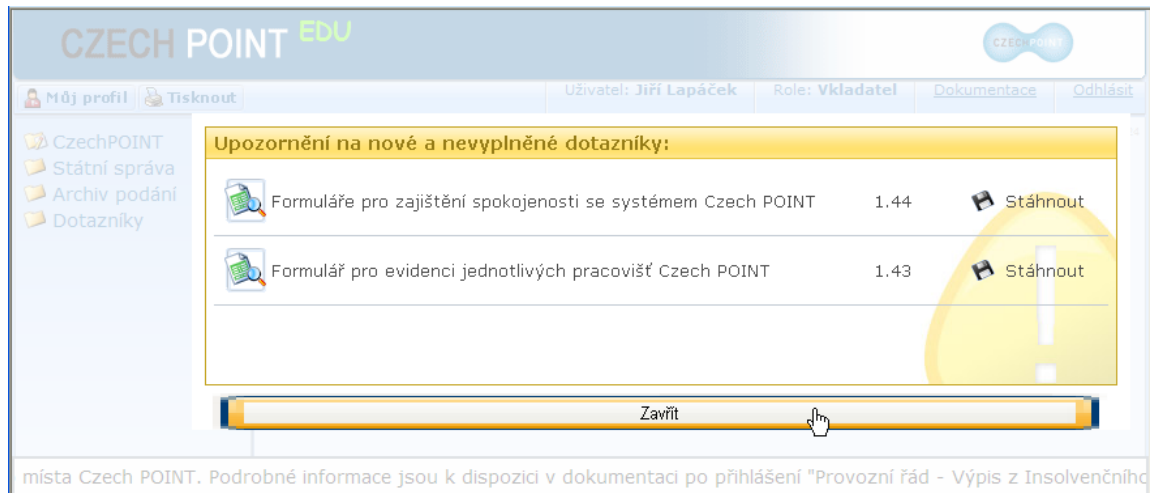 CZECH POINT EDU
CZECHPOINT
Můj profil Tisknout Uživatel: Jiří Lapáček Role: Vkladatel Dokumentace Odhlásit
CzechPOINT
Státní správa
Archiv podání
Dotazníky
Upozornění na nové a nevyplněné dotazníky:
Formuláře pro zajištění spokojenosti se systémem Czech POINT 1.44 Stáhnout
Formulář pro evidenci jednotlivých pracovišť Czech POINT 1.43 Stáhnout
Zavřít
místa Czech POINT. Podrobné informace jsou k dispozici v dokumentaci po přihlášení "Provozní řád - Výpis z Insolvenčního